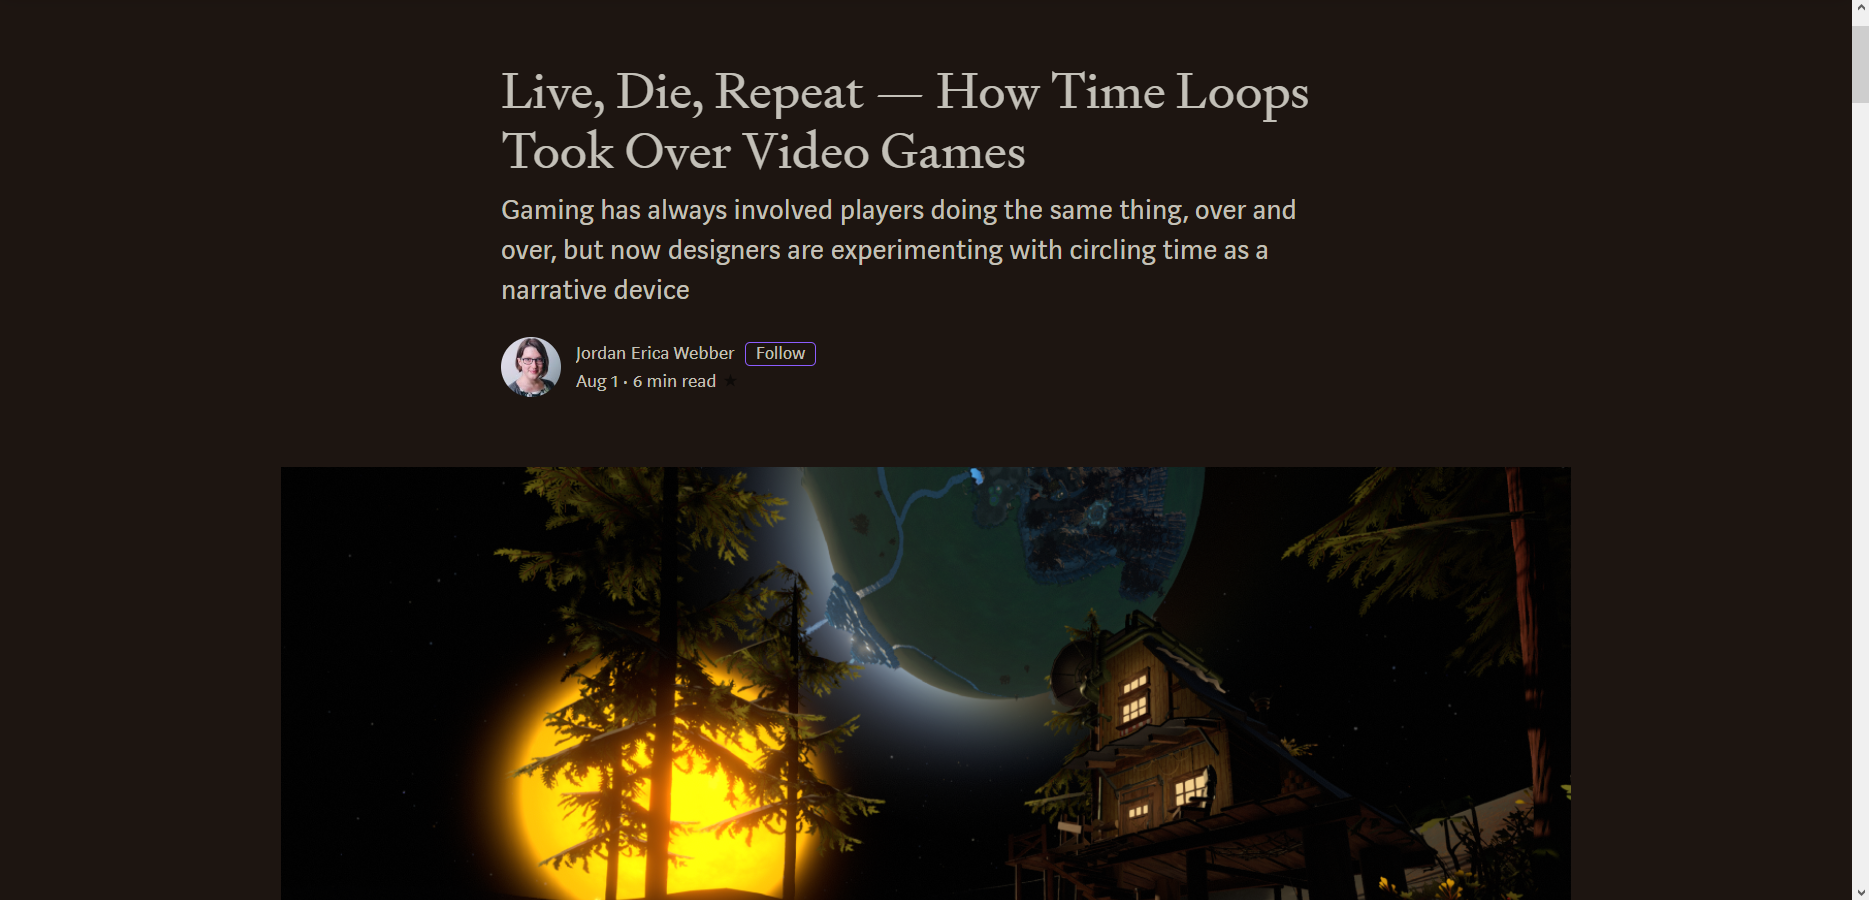 Live, Die, Repeat — How Time Loops
Took Over Video Games
Gaming has always involved players doing the same thing, over and
over, but now designers are experimenting with circling time as a
narrative device
Jordan Erica Webber Follow
Aug 1 · 6 min read ★